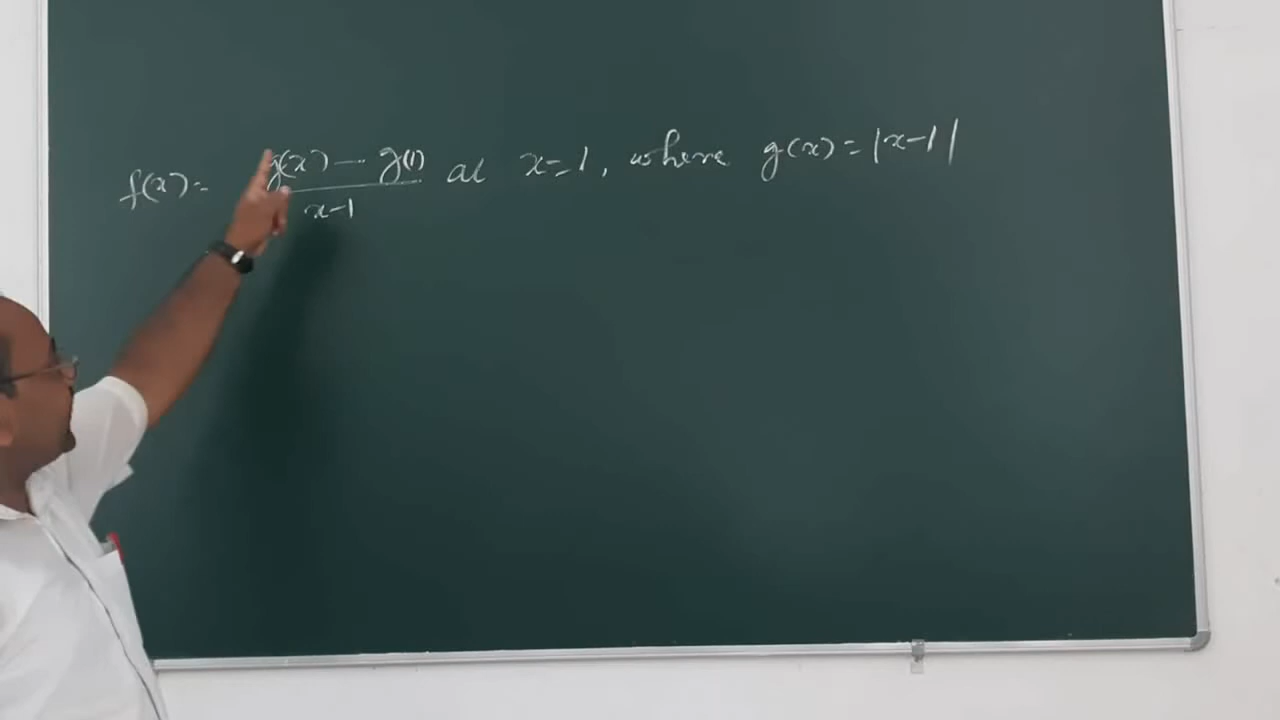 f(x) = g(x) - g(1) / x-1 at x=1, where g(x) = |x-1|